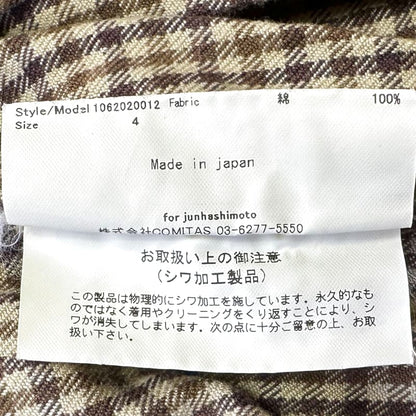 Style/Model 1062020012 Fabric 綿 100%
Size 4
Made in japan
for junhashimoto
株式会社COMITAS 03-6277-5550
お取扱い上の御注意
(シワ加工製品)
この製品は物理的にシワ加工を施しています。永久的なも
のではなく着用やクリーニングをくり返すことにより、シ
ワが消失してしまいます。次の点に十分ご留意の上、お取
扱い下さい。